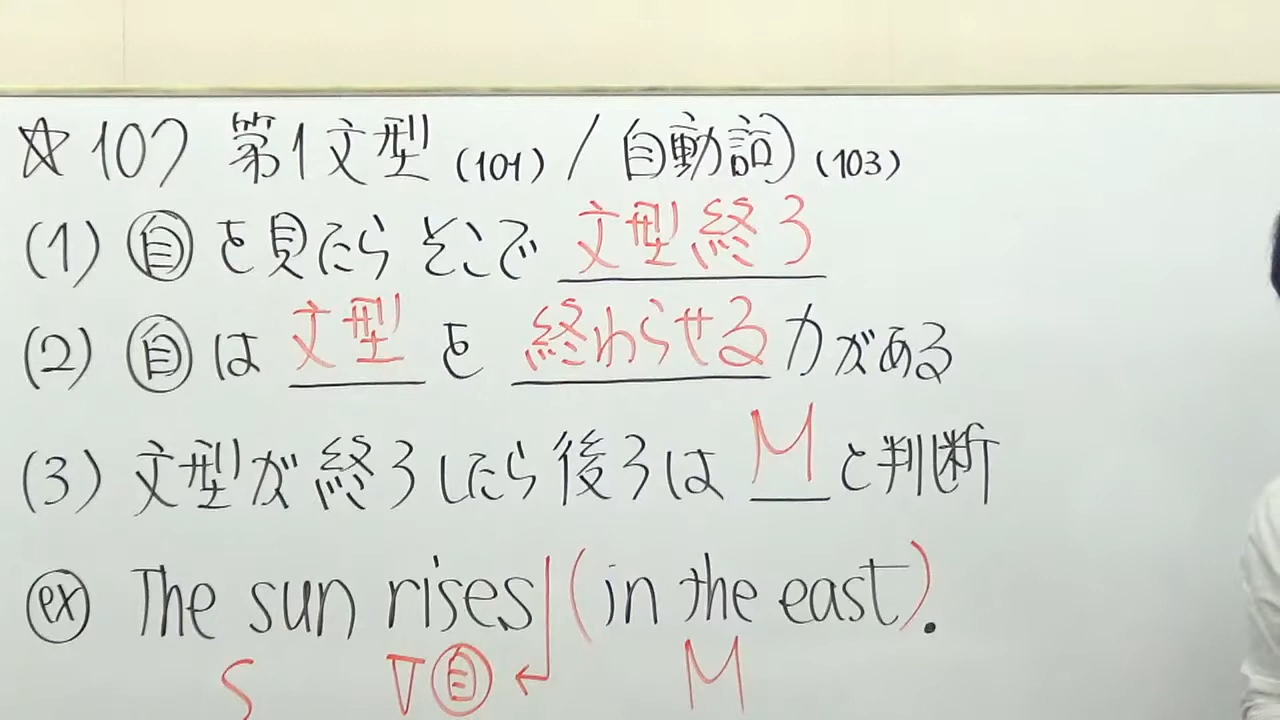 ☆107 第1文型 (101) / 自動詞 (103)
(1) 自を見たらそこで文型終了
(2) 自は文型を終わらせる力がある
(3) 文型が終了したら後ろはMと判断
ex The sun rises (in the east).
S V自 ← M